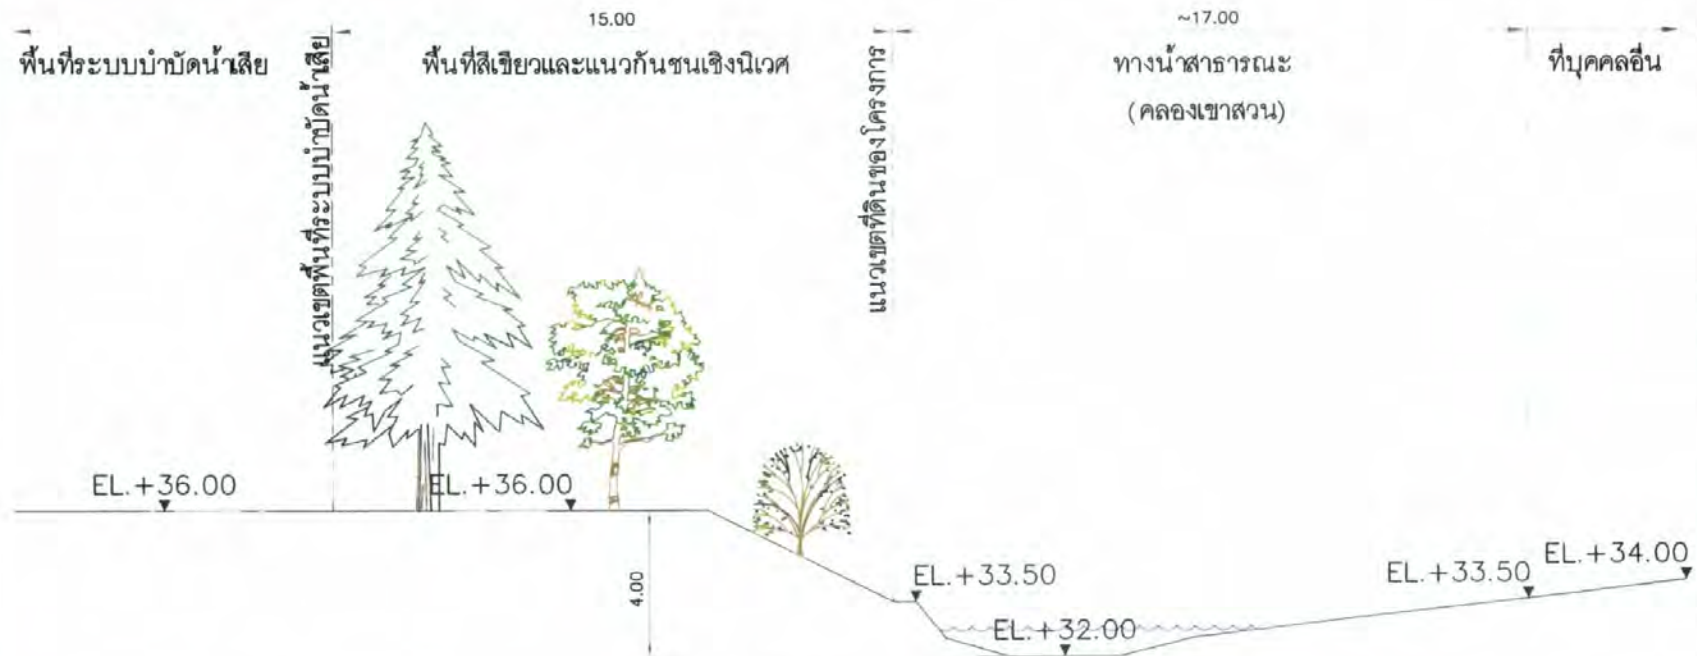 15.00
~17.00
พื้นที่ระบบบำบัดน้ำเสีย
แนวเขตพื้นที่ระบบบำบัดน้ำเสีย
พื้นที่สีเขียวและแนวกันชนเชิงนิเวศ
แนวเขตที่ดินของโครงการ
ทางน้ำสาธารณะ
(คลองเขาสวน)
ที่บุคคลอื่น
EL.+36.00
EL.+36.00
4.00
EL.+33.50
EL.+32.00
EL.+33.50
EL.+34.00